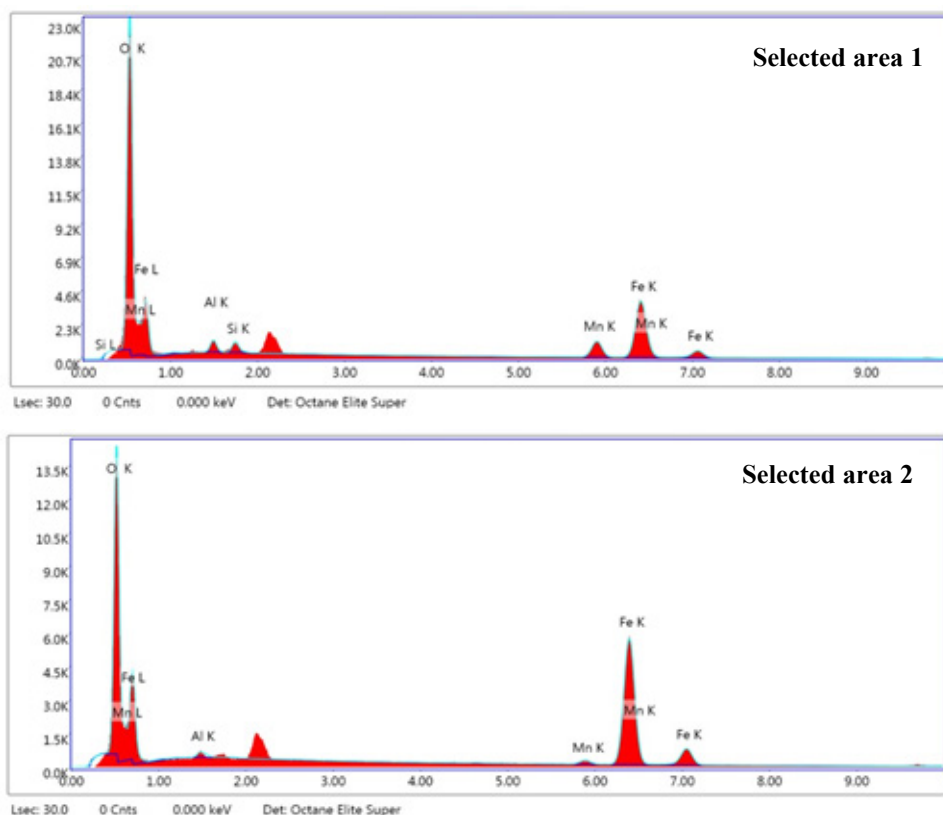 23.0K
Selected area 1
O K
20.7K
18.4K
16.1K
13.8K
11.5K
9.2K
6.9K
Fe L
4.6K
Al K
Fe K
Mn L
Si K
Mn K
Mn K
2.3K
Fe K
Si L
0.0K
0.00 1.00 2.00 3.00 4.00 5.00 6.00 7.00 8.00 9.00
Lsec: 30.0 0 Cnts 0.000 keV Det: Octane Elite Super
13.5K
O K
Selected area 2
12.0K
10.5K
9.0K
7.5K
6.0K
Fe K
4.5K
Fe L
3.0K
Mn L
Mn K
1.5K
Al K
Mn K
Fe K
0.0K
0.00 1.00 2.00 3.00 4.00 5.00 6.00 7.00 8.00 9.00
Lsec: 30.0 0 Cnts 0.000 keV Det: Octane Elite Super